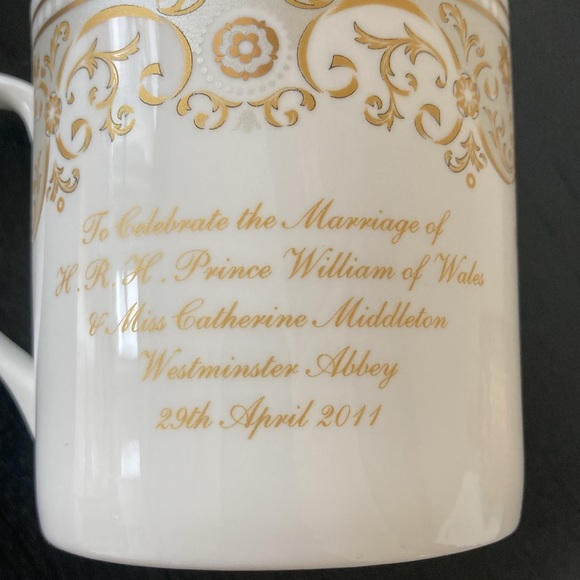 To Celebrate the Marriage of
H. R. H. Prince William of Wales
& Miss Catherine Middleton
Westminster Abbey
29th April 2011